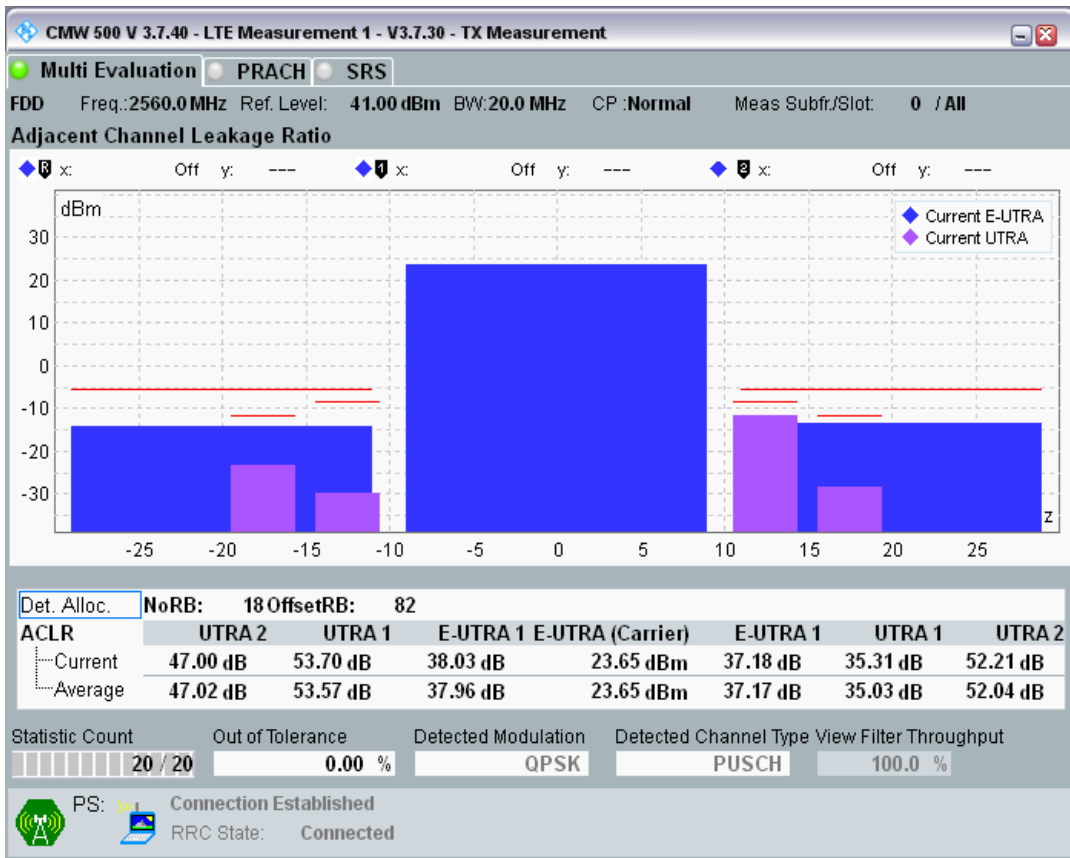 CMW 500 V 3.7.40 - LTE Measurement 1 - V3.7.30 - TX Measurement
Multi Evaluation PRACH SRS
FDD Freq.:2560.0 MHz Ref. Level: 41.00 dBm BW:20.0 MHz CP :Normal Meas Subfr./Slot: 0 / All
Adjacent Channel Leakage Ratio
R x: Off y: --- 1 x: Off y: --- 2 x: Off y: ---
dBm
Current E-UTRA
Current UTRA
30
20
10
0
-10
-20
-30
z
-25 -20 -15 -10 -5 0 5 10 15 20 25
Det. Alloc. NoRB: 18 OffsetRB: 82
ACLR UTRA 2 UTRA 1 E-UTRA 1 E-UTRA (Carrier) E-UTRA 1 UTRA 1 UTRA 2
Current 47.00 dB 53.70 dB 38.03 dB 23.65 dBm 37.18 dB 35.31 dB 52.21 dB
Average 47.02 dB 53.57 dB 37.96 dB 23.65 dBm 37.17 dB 35.03 dB 52.04 dB
Statistic Count Out of Tolerance Detected Modulation Detected Channel Type View Filter Throughput
20 / 20 0.00 % QPSK PUSCH 100.0 %
PS: Connection Established
RRC State: Connected